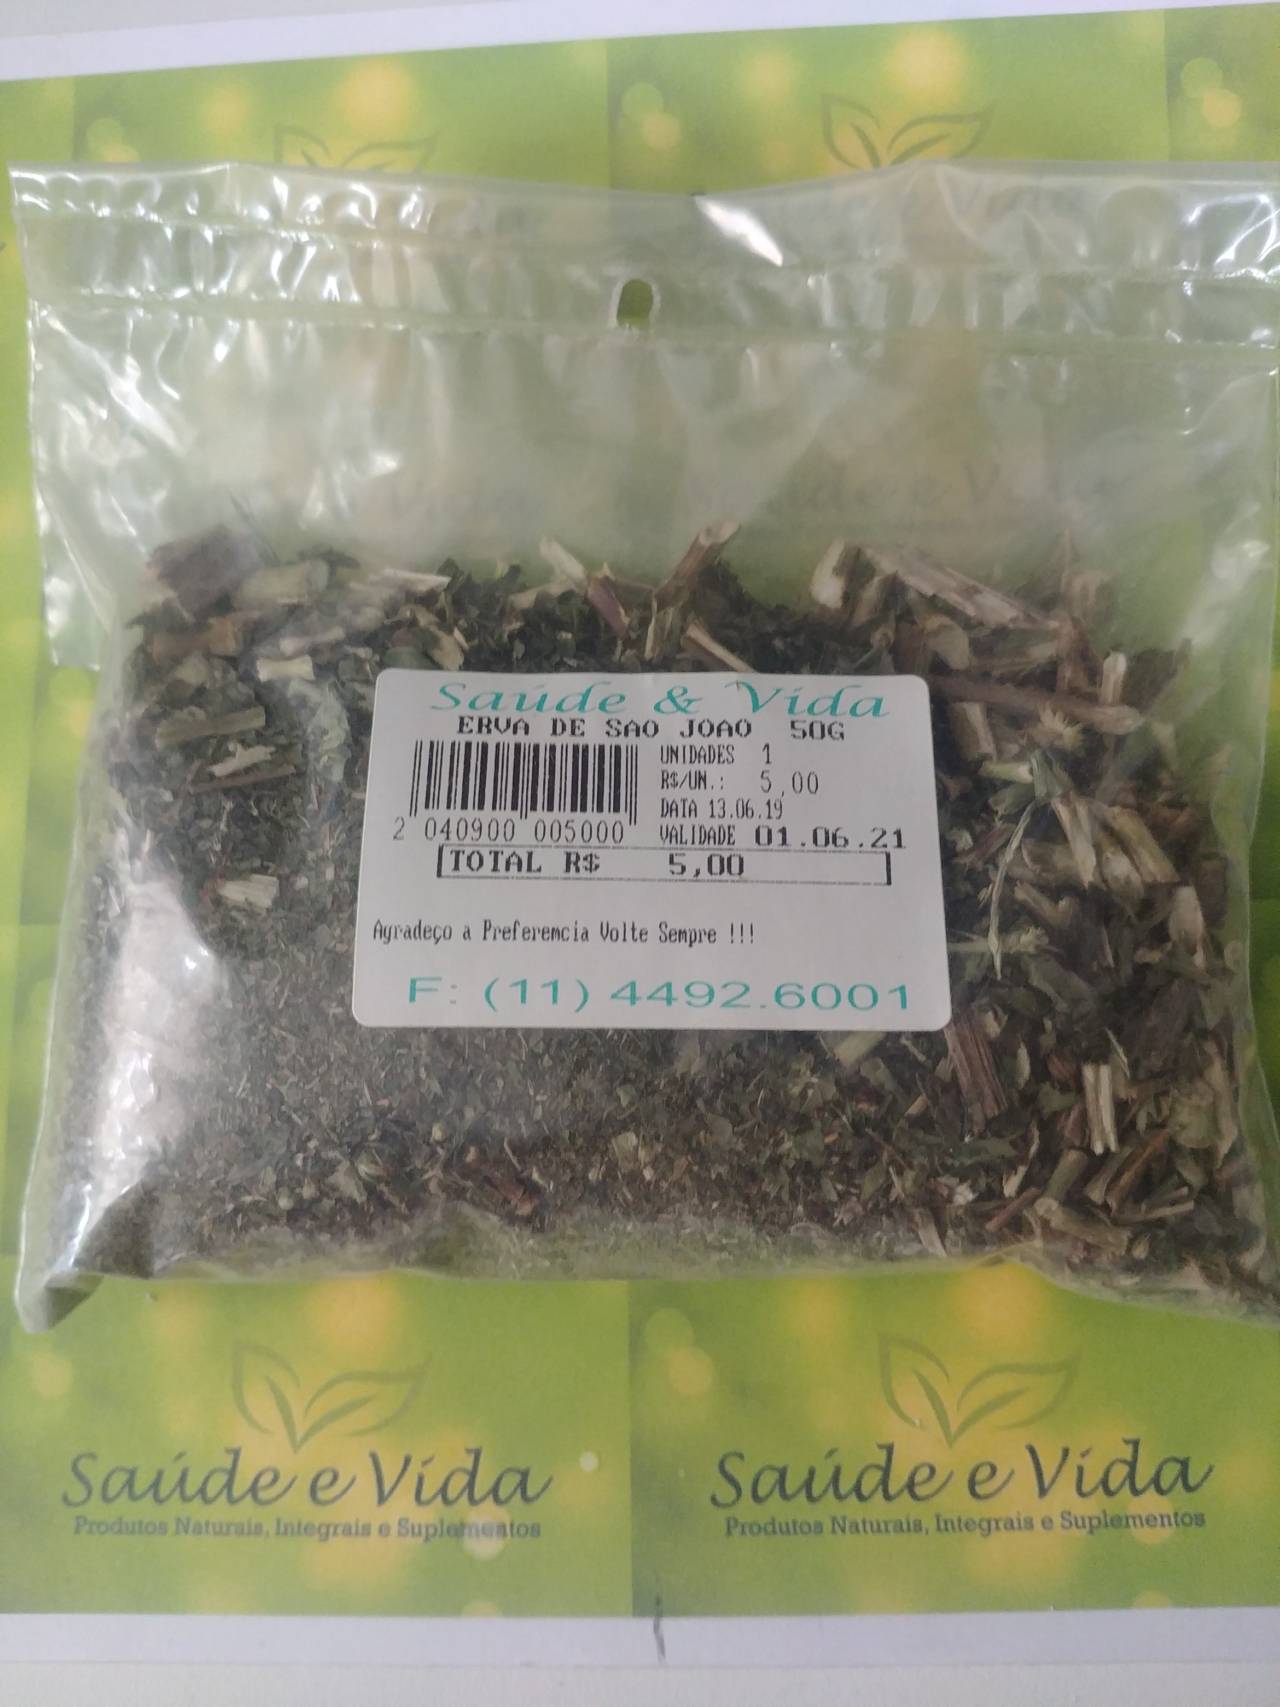 Saúde & Vida
ERVA DE SAO JOAO 50G
UNIDADES 1
R$/UN.: 5,00
DATA 13.06.19
2 040900 005000
VALIDADE 01.06.21
TOTAL R$ 5,00
Agradeço a Preferemcia Volte Sempre !!!
F: (11) 4492.6001
Saúde e Vida
Produtos Naturais, Integrais e Suplementos
Saúde e Vida
Produtos Naturais, Integrais e Suplementos